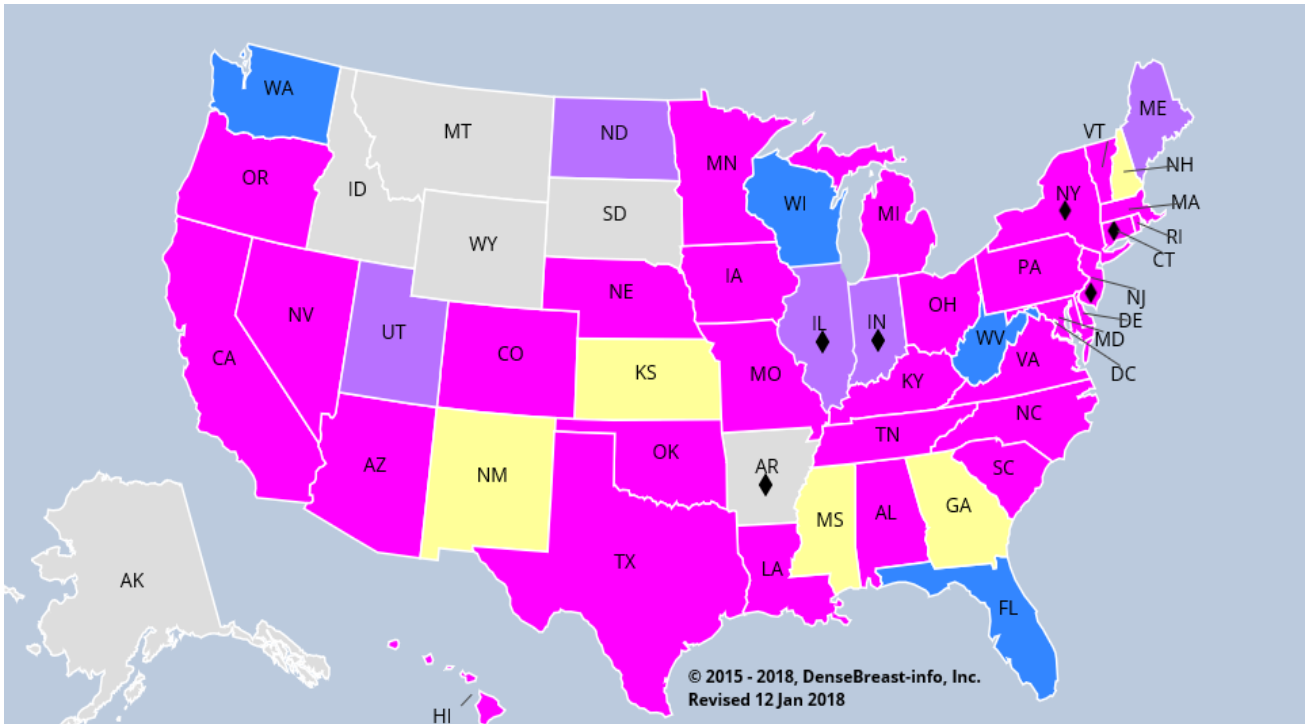 WA
MT
ND
MN
ME
VT
OR
ID
SD
WI
MI
NY
NH
MA
RI
CT
WY
IA
PA
NE
NJ
NV
UT
IL
IN
OH
DE
CA
CO
KS
MO
WV
VA
MD
DC
KY
NC
AZ
NM
OK
AR
TN
SC
MS
AL
GA
TX
LA
AK
FL
HI
© 2015 - 2018, DenseBreast-info, Inc.
Revised 12 Jan 2018